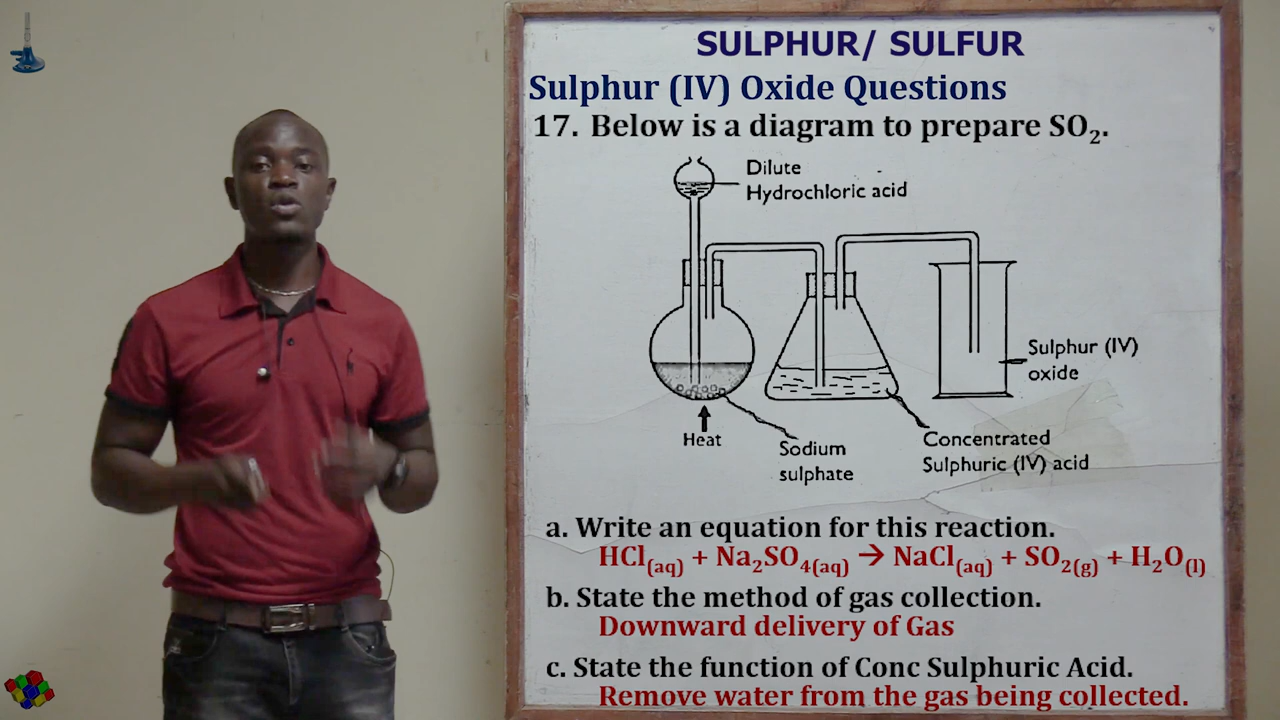 SULPHUR/ SULFUR
Sulphur (IV) Oxide Questions
17. Below is a diagram to prepare SO₂.
Dilute
Hydrochloric acid
Sulphur (IV)
oxide
Heat
Sodium
sulphate
Concentrated
Sulphuric (IV) acid
a. Write an equation for this reaction.
HCl(aq) + Na₂SO₄(aq) → NaCl(aq) + SO₂(g) + H₂O(l)
b. State the method of gas collection.
Downward delivery of Gas
c. State the function of Conc Sulphuric Acid.
Remove water from the gas being collected.